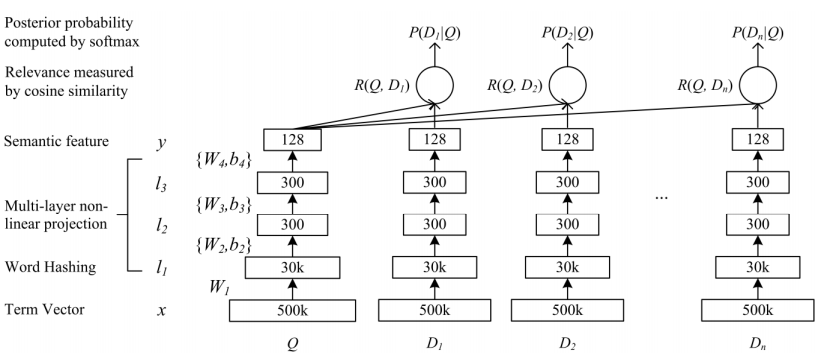 Posterior probability
computed by softmax
P(D1|Q) P(D2|Q) P(Dn|Q)
Relevance measured
by cosine similarity
R(Q, D1) R(Q, D2) R(Q, Dn)
Semantic feature y 128 128 128 128
{W4,b4}
l3 300 300 300 300
Multi-layer non-
linear projection
{W3,b3} ...
l2 300 300 300 300
{W2,b2}
Word Hashing l1 30k 30k 30k 30k
W1
Term Vector x 500k 500k 500k 500k
Q D1 D2 Dn